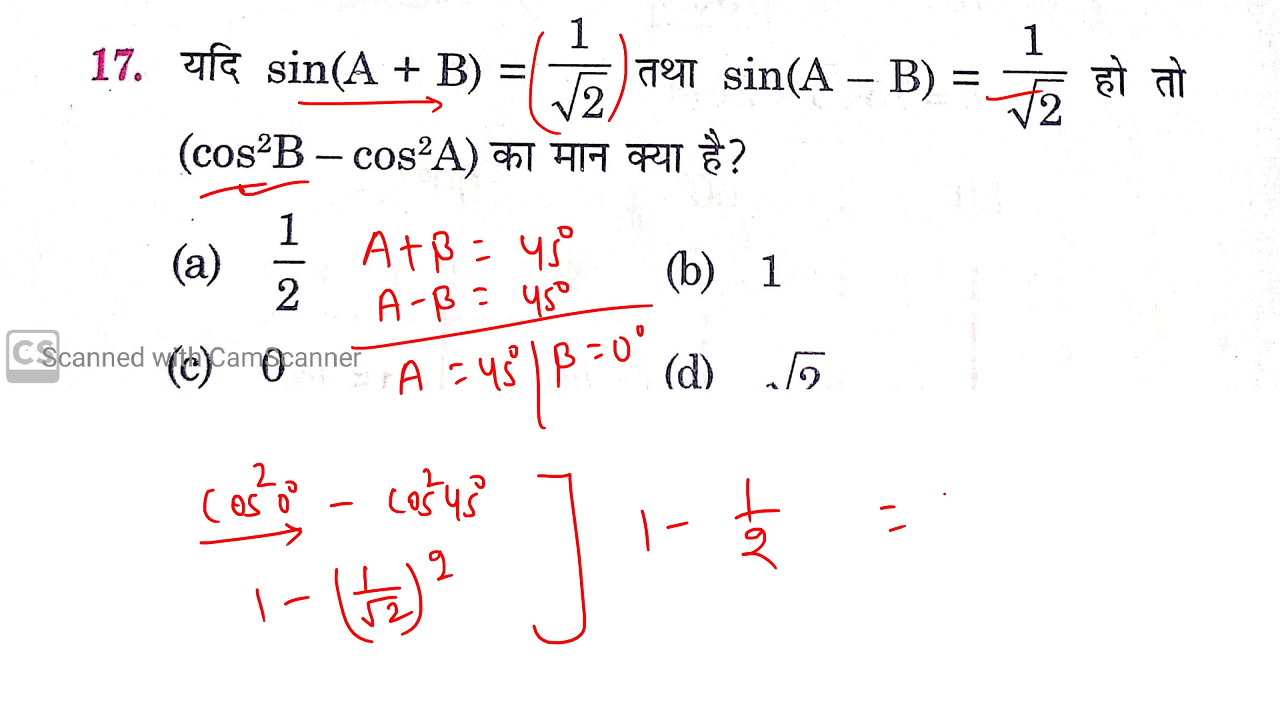 17. यदि sin(A + B) = (1/√2) तथा sin(A – B) = 1/√2 हो तो
(cos²B – cos²A) का मान क्या है?
(a) 1/2
(b) 1
A+B = 45°
A-B = 45°
A = 45° | B = 0°
(c) 0
(d) √2
CS Scanned with CamScanner
cos²0° - cos²45°
1 - (1/√2)²
] 1 - 1/2 =